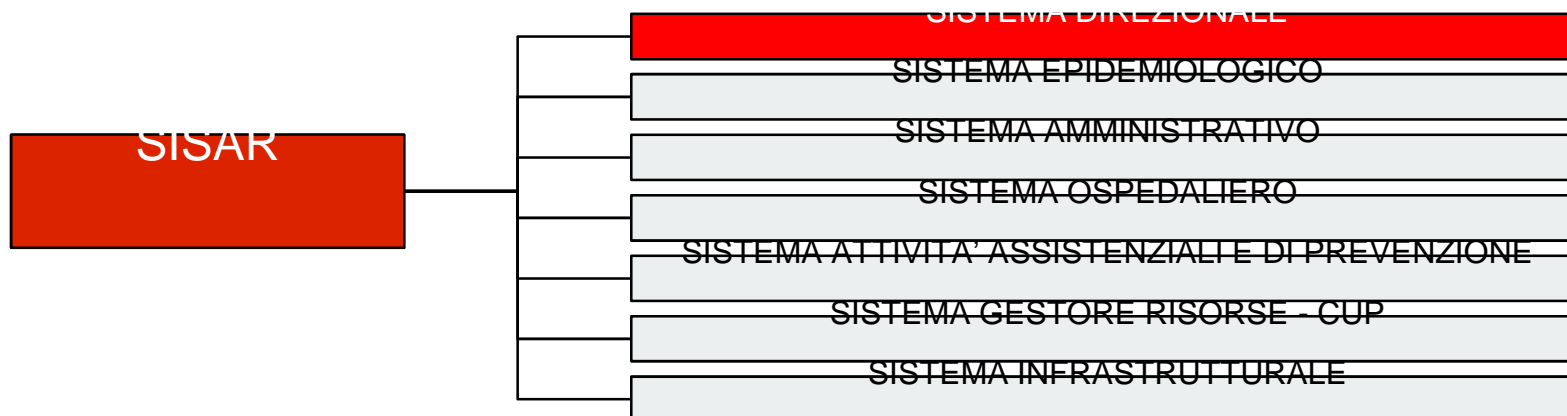 SISTEMA DIREZIONALE
SISTEMA EPIDEMIOLOGICO
SISTEMA AMMINISTRATIVO
SISAR
SISTEMA OSPEDALIERO
SISTEMA ATTIVITA’ ASSISTENZIALI E DI PREVENZIONE
SISTEMA GESTORE RISORSE - CUP
SISTEMA INFRASTRUTTURALE